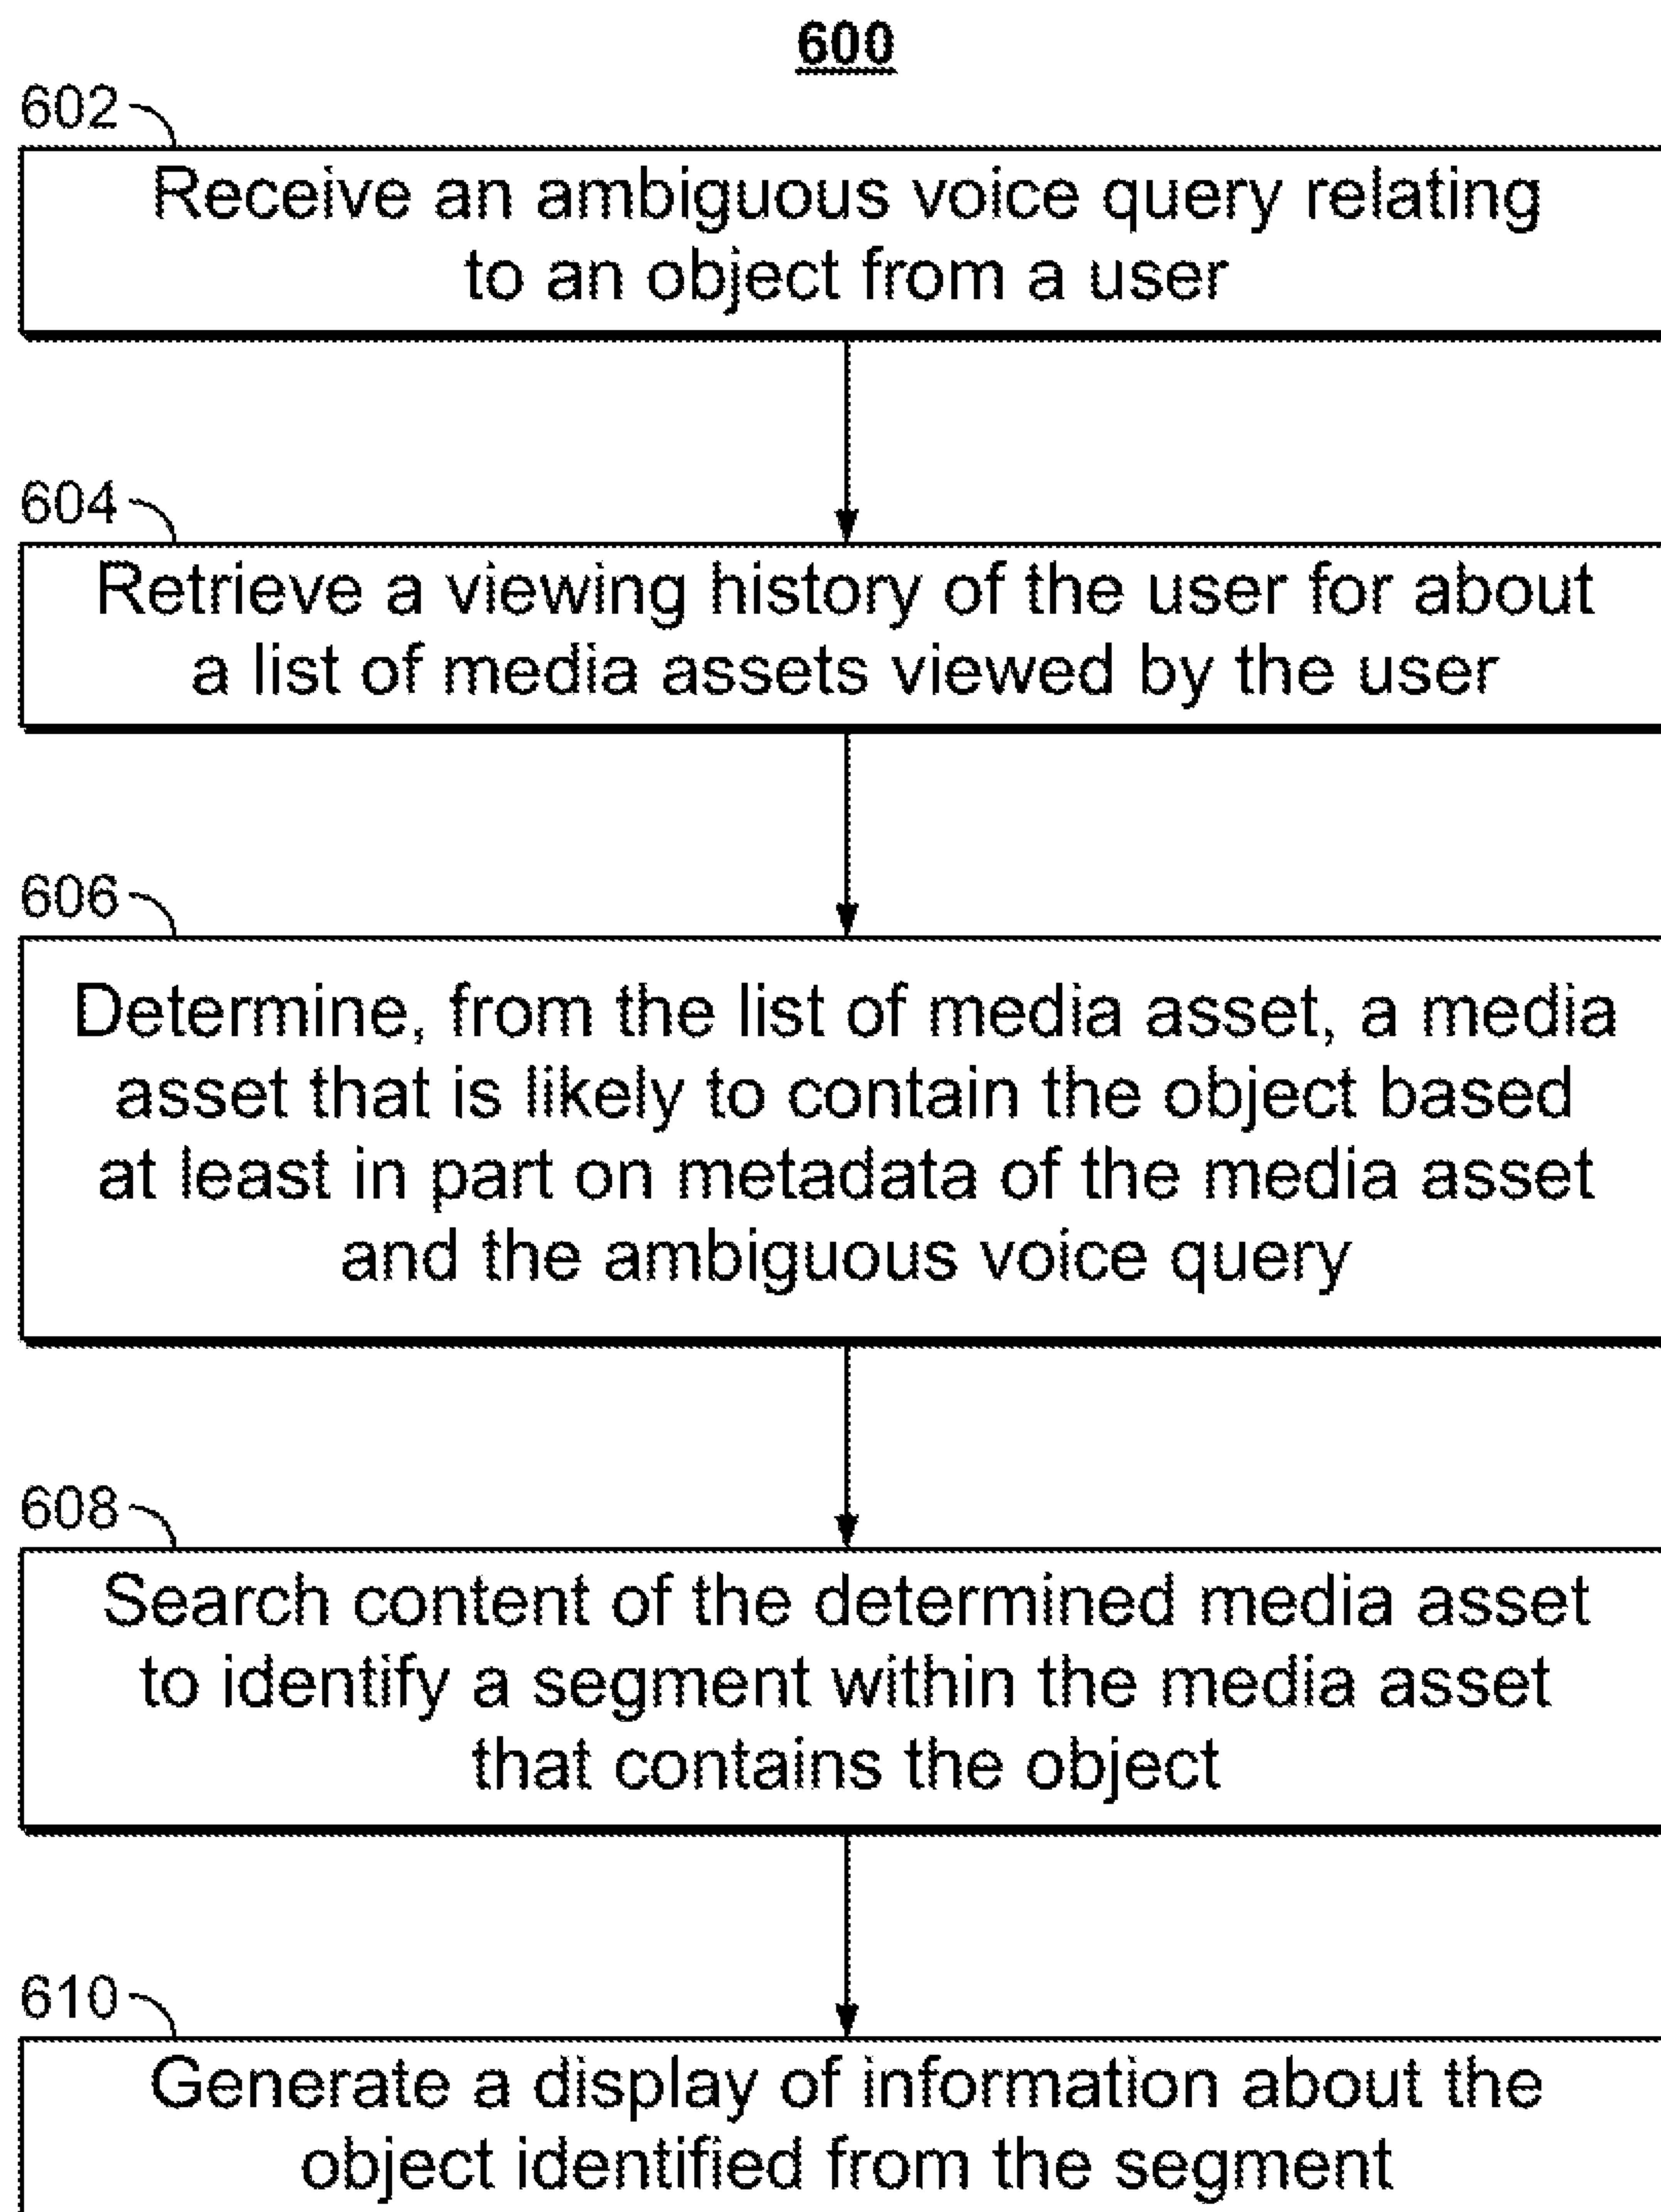 600
602
Receive an ambiguous voice query relating
to an object from a user
604
Retrieve a viewing history of the user for about
a list of media assets viewed by the user
606
Determine, from the list of media asset, a media
asset that is likely to contain the object based
at least in part on metadata of the media asset
and the ambiguous voice query
608
Search content of the determined media asset
to identify a segment within the media asset
that contains the object
610
Generate a display of information about the
object identified from the segment